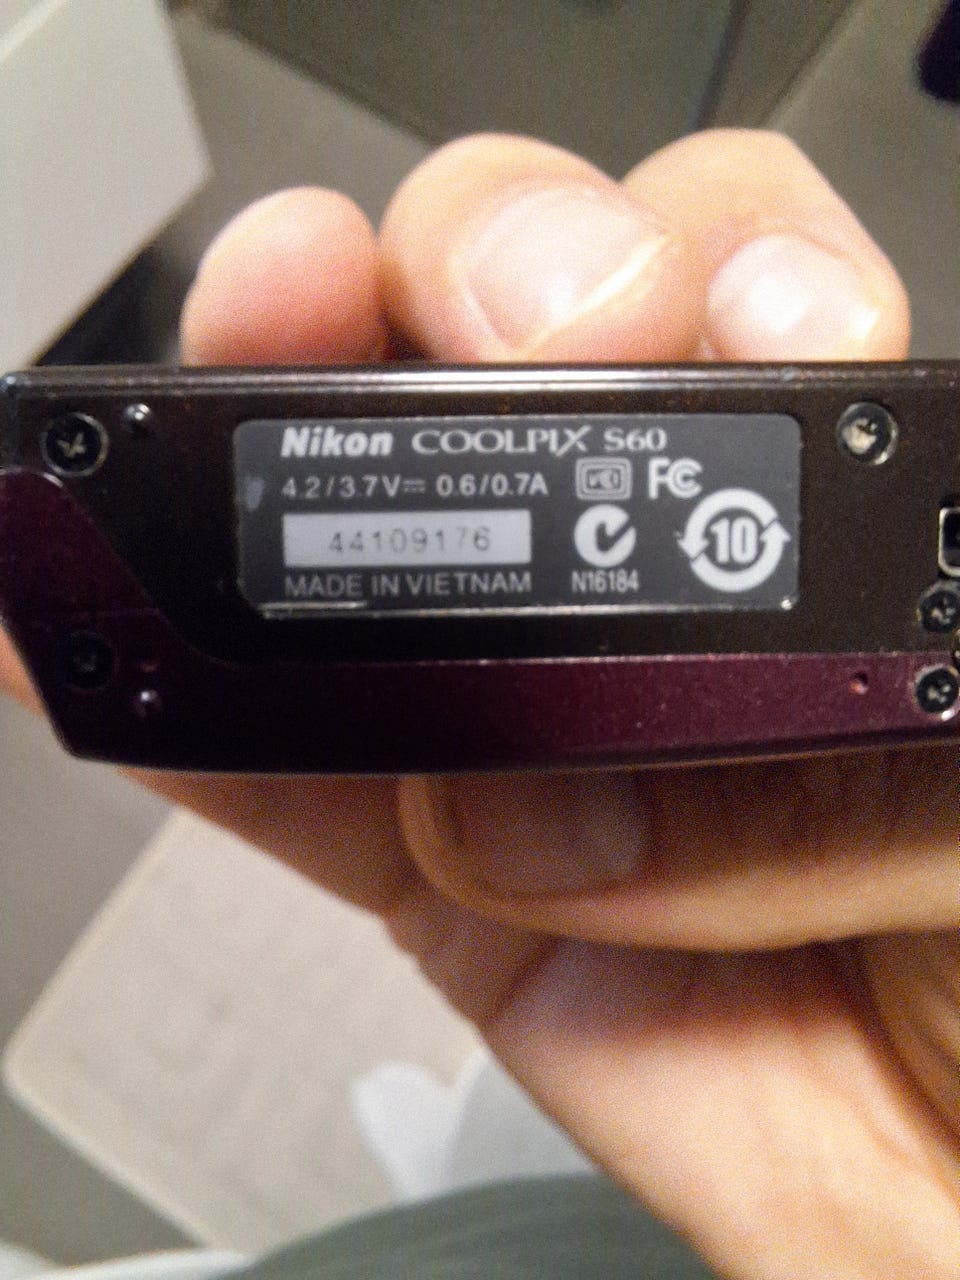 Nikon COOLPIX S60
4.2/3.7V⎓ 0.6/0.7A
FC
44109176
10
MADE IN VIETNAM
N16184